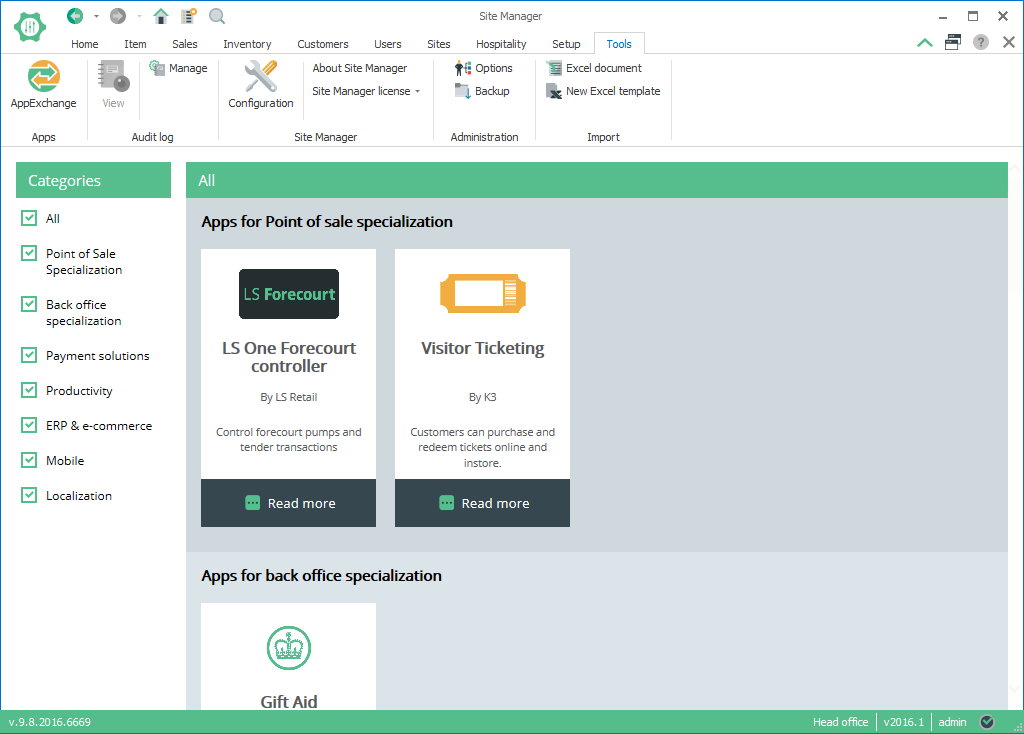 Site Manager
Home Item Sales Inventory Customers Users Sites Hospitality Setup Tools
AppExchange
Apps
View
Manage
Audit log
Configuration
About Site Manager
Site Manager license
Site Manager
Options
Backup
Administration
Excel document
New Excel template
Import
Categories
All
Point of Sale
Specialization
Back office
specialization
Payment solutions
Productivity
ERP & e-commerce
Mobile
Localization
All
Apps for Point of sale specialization
LS Forecourt
LS One Forecourt
controller
By LS Retail
Control forecourt pumps and
tender transactions
Read more
Visitor Ticketing
By K3
Customers can purchase and
redeem tickets online and
instore.
Read more
Apps for back office specialization
Gift Aid
v.9.8.2016.6669
Head office v2016.1 admin